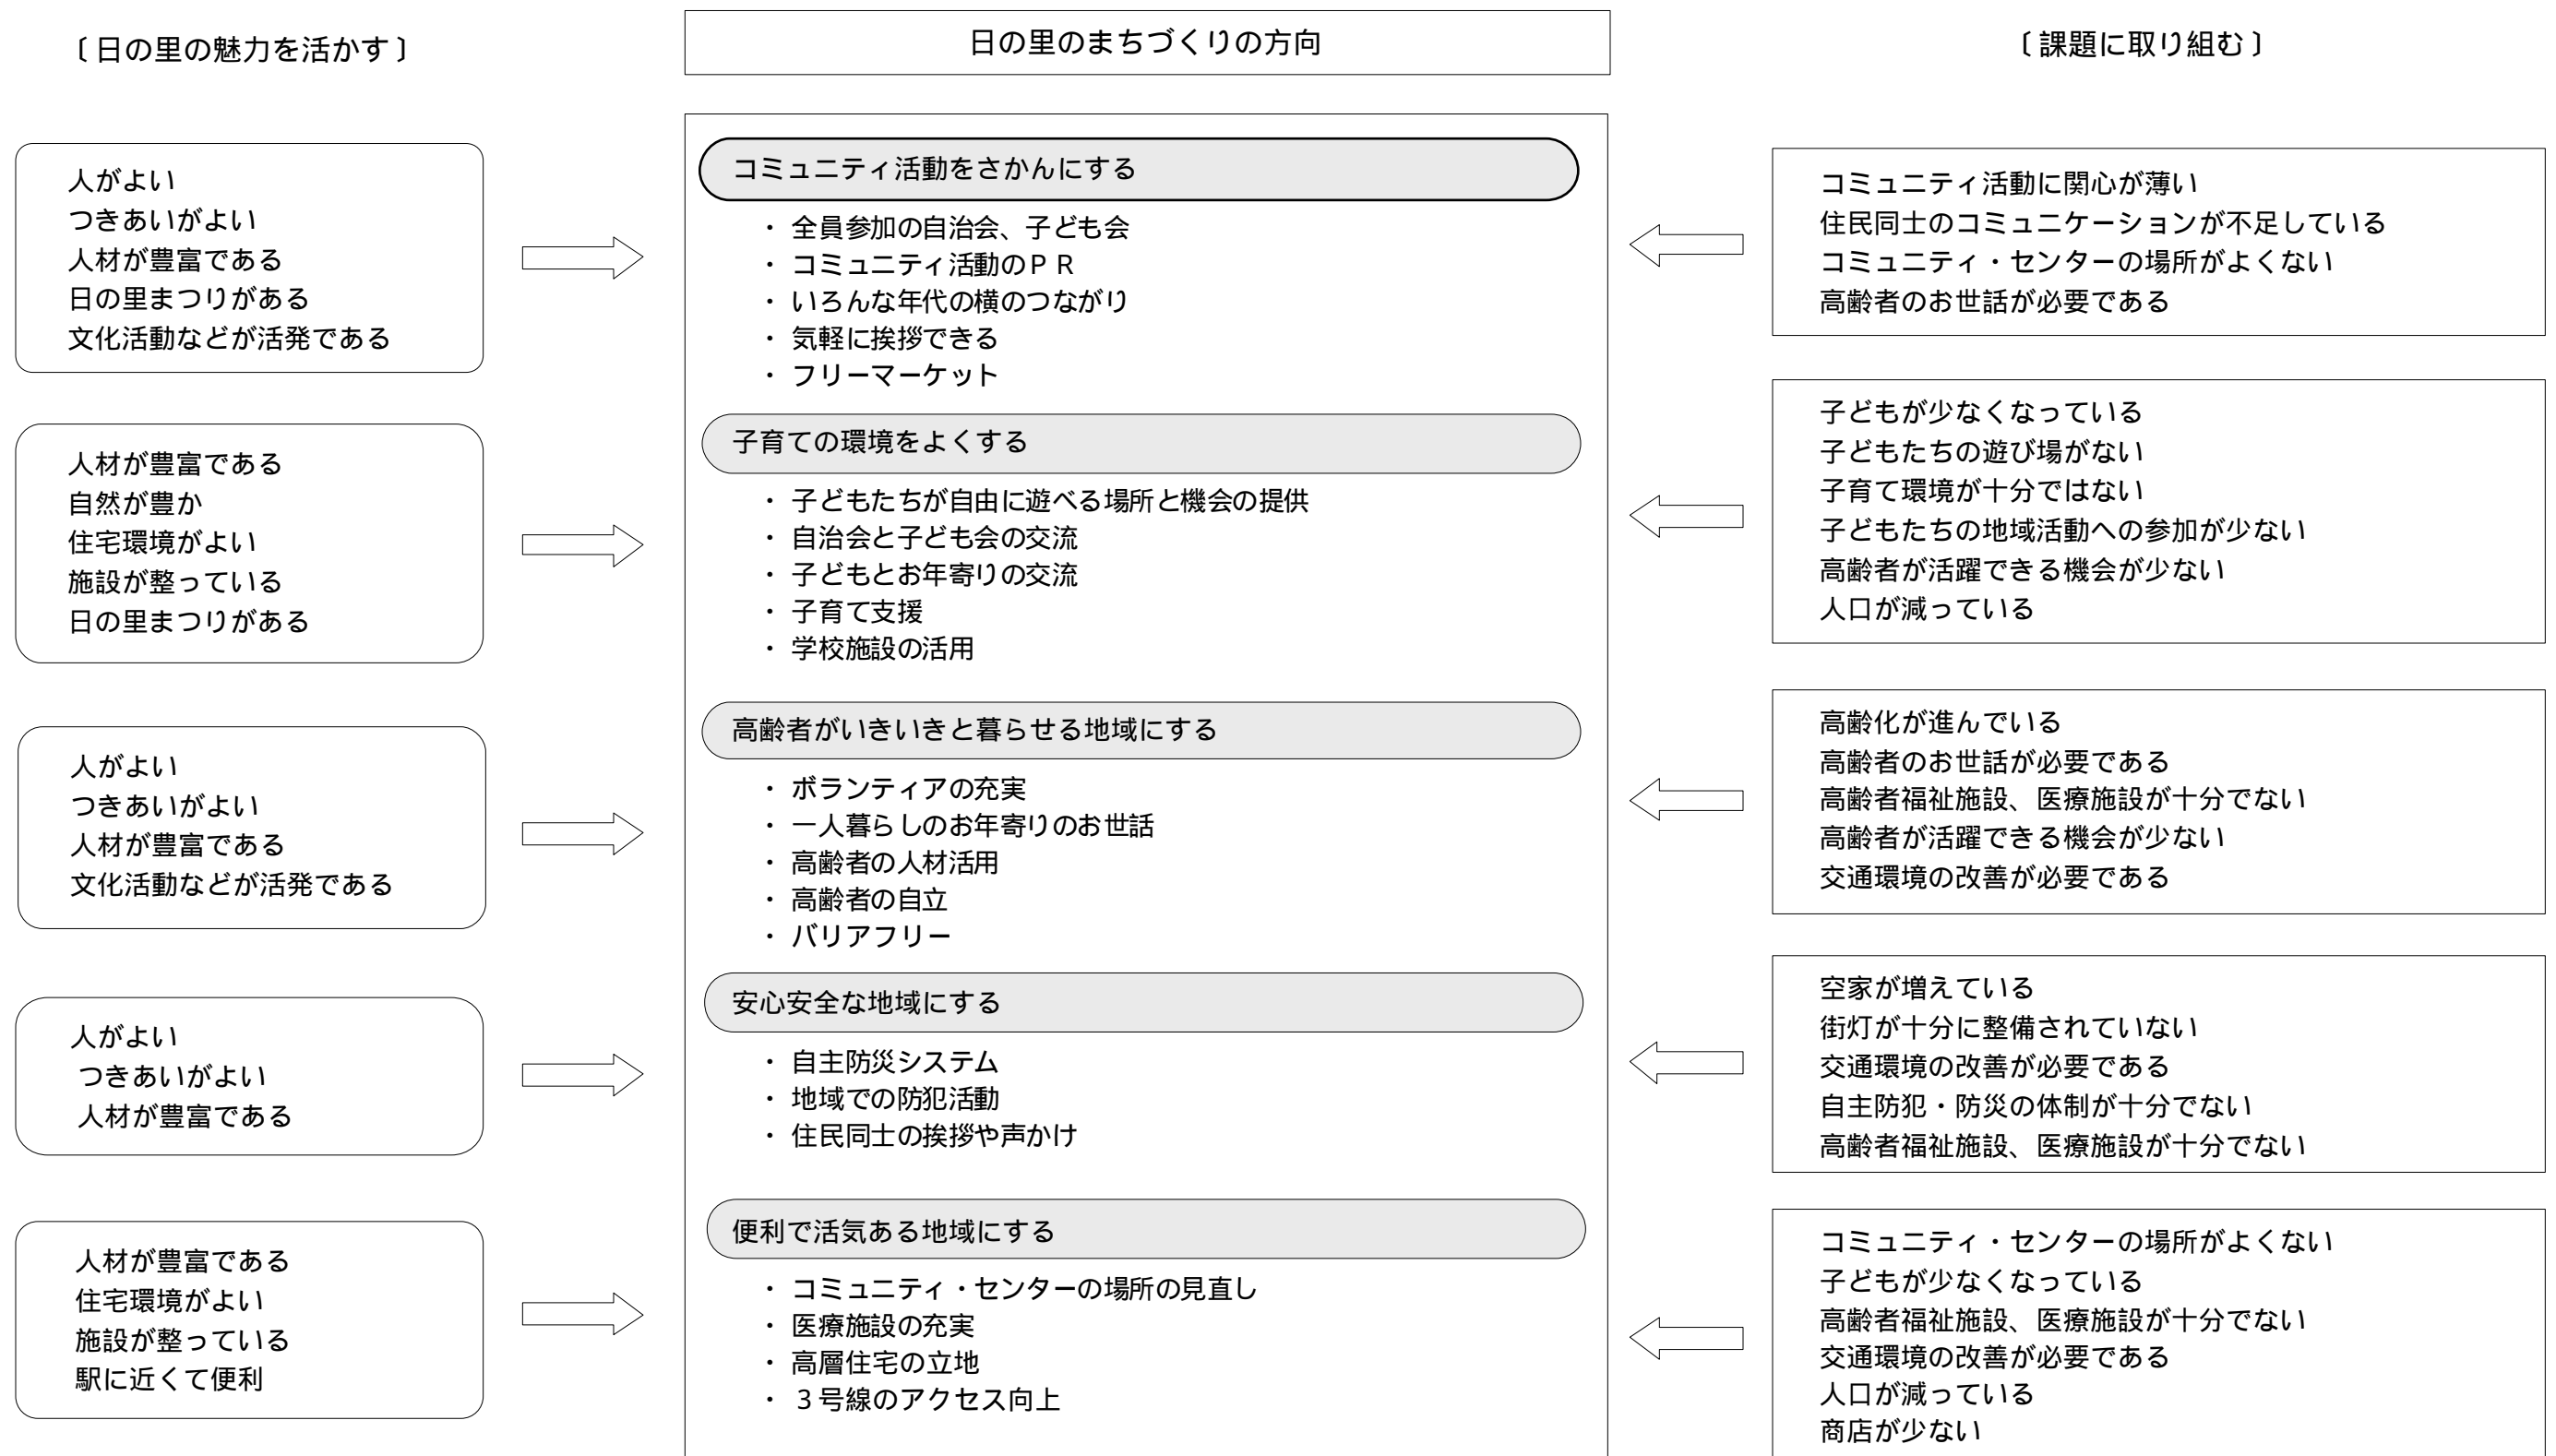 〔日の里の魅力を活かす〕
日の里のまちづくりの方向
〔課題に取り組む〕
人がよい
つきあいがよい
人材が豊富である
日の里まつりがある
文化活動などが活発である
コミュニティ活動をさかんにする
・ 全員参加の自治会、子ども会
・ コミュニティ活動のＰＲ
・ いろんな年代の横のつながり
・ 気軽に挨拶できる
・ フリーマーケット
コミュニティ活動に関心が薄い
住民同士のコミュニケーションが不足している
コミュニティ・センターの場所がよくない
高齢者のお世話が必要である
人材が豊富である
自然が豊か
住宅環境がよい
施設が整っている
日の里まつりがある
子育ての環境をよくする
・ 子どもたちが自由に遊べる場所と機会の提供
・ 自治会と子ども会の交流
・ 子どもとお年寄りの交流
・ 子育て支援
・ 学校施設の活用
子どもが少なくなっている
子どもたちの遊び場がない
子育て環境が十分ではない
子どもたちの地域活動への参加が少ない
高齢者が活躍できる機会が少ない
人口が減っている
人がよい
つきあいがよい
人材が豊富である
文化活動などが活発である
高齢者がいきいきと暮らせる地域にする
・ ボランティアの充実
・ 一人暮らしのお年寄りのお世話
・ 高齢者の人材活用
・ 高齢者の自立
・ バリアフリー
高齢化が進んでいる
高齢者のお世話が必要である
高齢者福祉施設、医療施設が十分でない
高齢者が活躍できる機会が少ない
交通環境の改善が必要である
人がよい
つきあいがよい
人材が豊富である
安心安全な地域にする
・ 自主防災システム
・ 地域での防犯活動
・ 住民同士の挨拶や声かけ
空家が増えている
街灯が十分に整備されていない
交通環境の改善が必要である
自主防犯・防災の体制が十分でない
高齢者福祉施設、医療施設が十分でない
人材が豊富である
住宅環境がよい
施設が整っている
駅に近くて便利
便利で活気ある地域にする
・ コミュニティ・センターの場所の見直し
・ 医療施設の充実
・ 高層住宅の立地
・ ３号線のアクセス向上
コミュニティ・センターの場所がよくない
子どもが少なくなっている
高齢者福祉施設、医療施設が十分でない
交通環境の改善が必要である
人口が減っている
商店が少ない